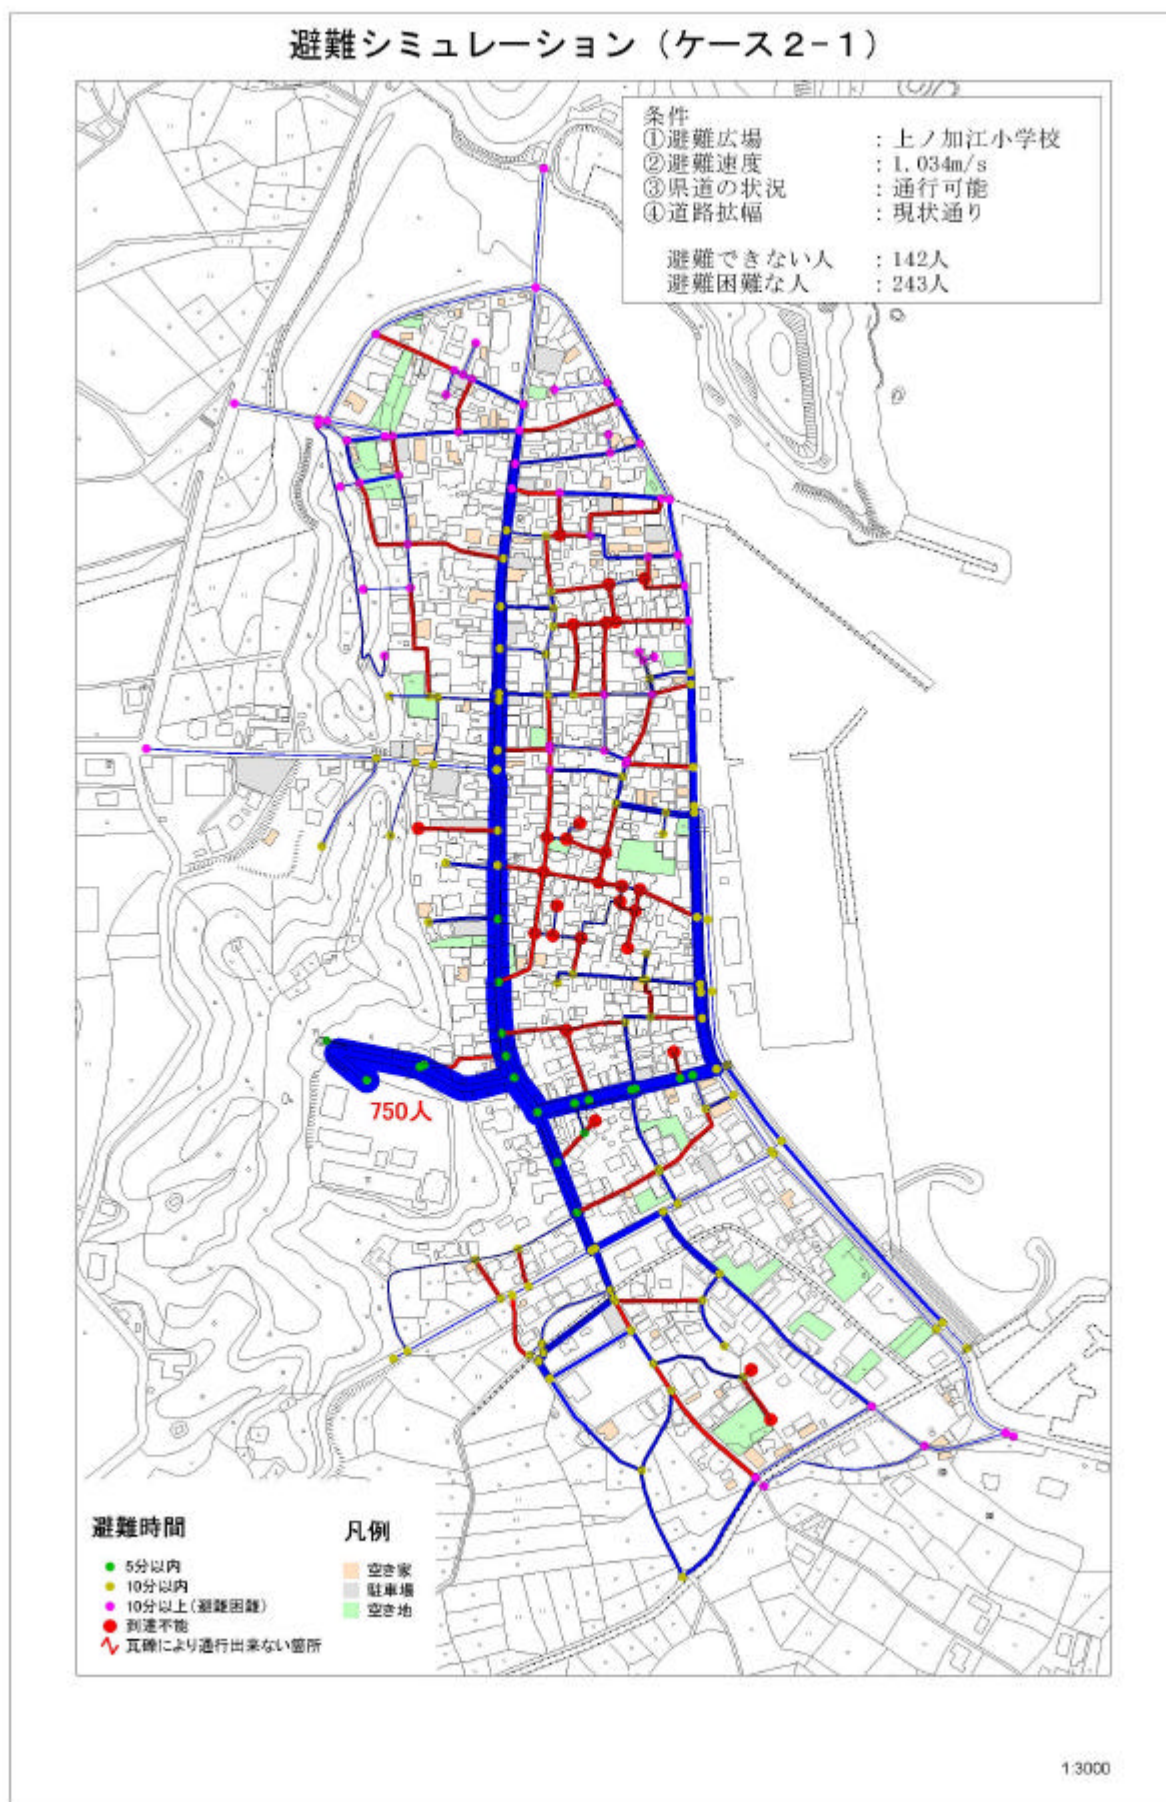 避難シミュレーション（ケース２−１）
条件
①避難広場　：上ノ加江小学校
②避難速度　：1.034m/s
③県道の状況　：通行可能
④道路拡幅　：現状通り
避難できない人　：142人
避難困難な人　：243人
750人
避難時間
5分以内
10分以内
10分以上(避難困難)
到達不能
瓦礫により通行出来ない箇所
凡例
空き家
駐車場
空き地
1:3000